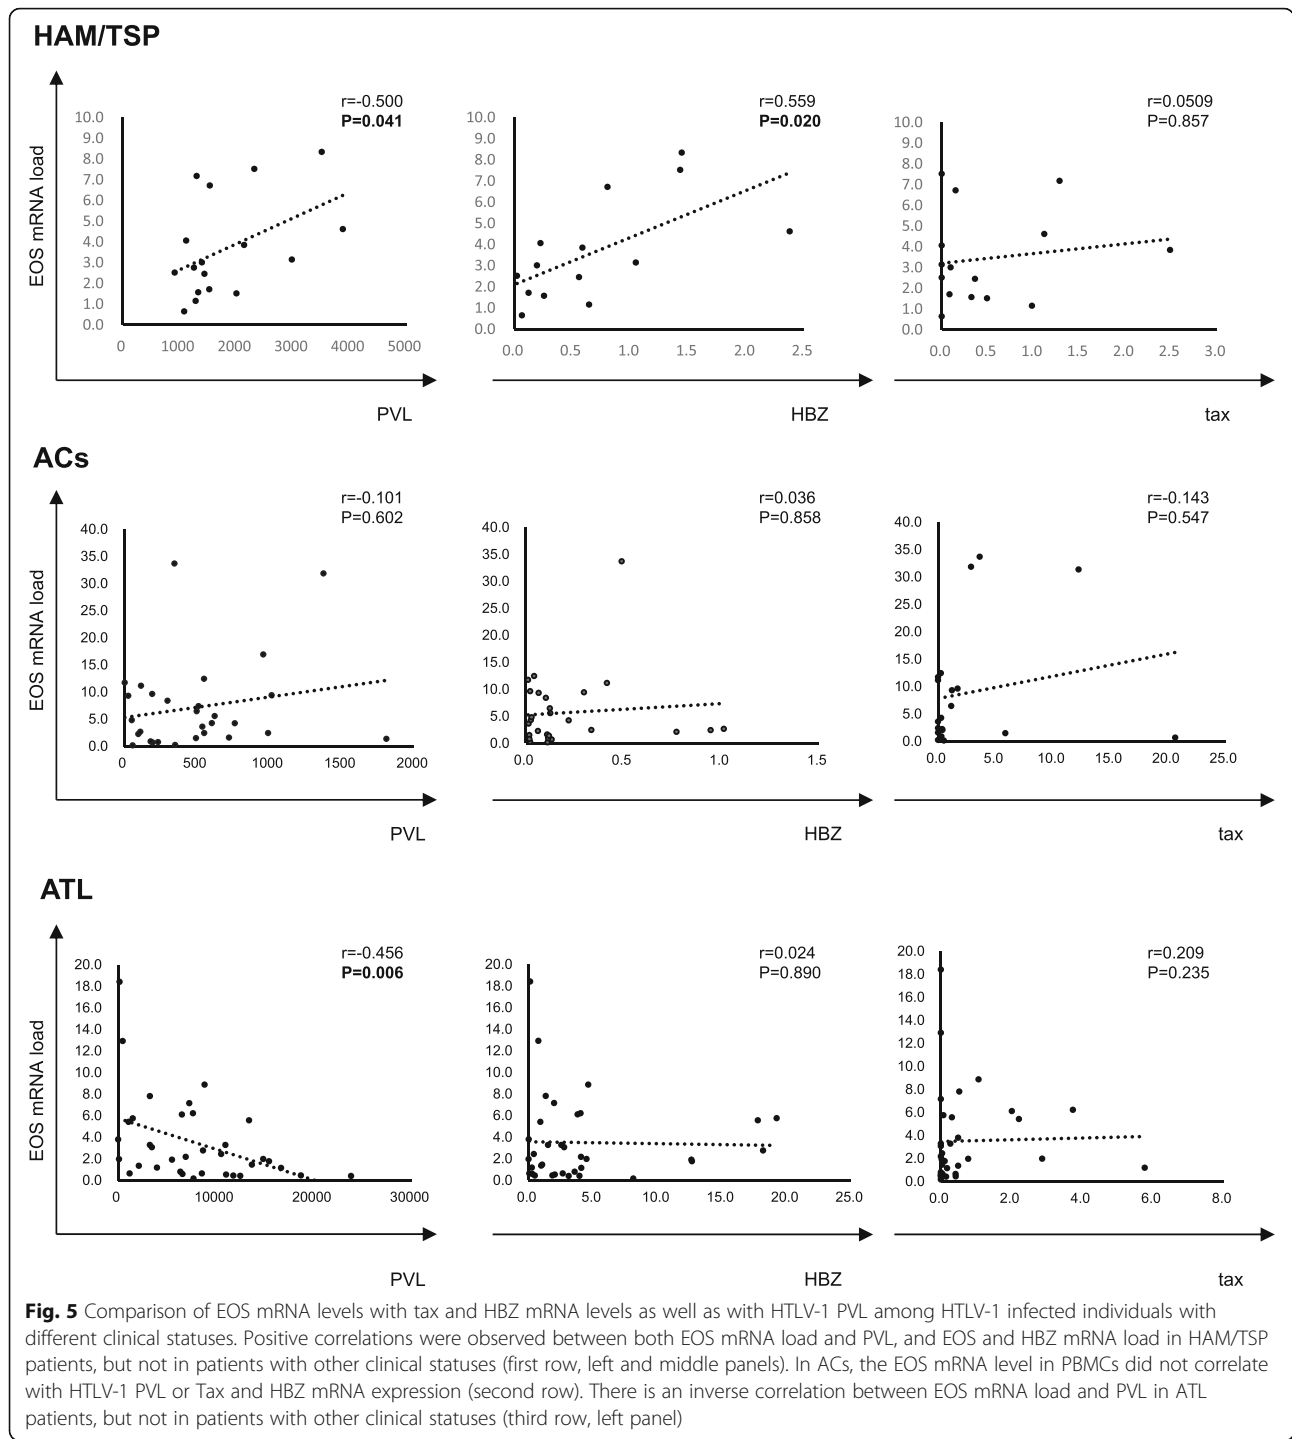 HAM/TSP
r=-0.500
P=0.041
EOS mRNA load
10.0
9.0
8.0
7.0
6.0
5.0
4.0
3.0
2.0
1.0
0.0
0 1000 2000 3000 4000 5000
PVL
r=0.559
P=0.020
10.0
9.0
8.0
7.0
6.0
5.0
4.0
3.0
2.0
1.0
0.0
0.0 0.5 1.0 1.5 2.0 2.5
HBZ
r=0.0509
P=0.857
10.0
9.0
8.0
7.0
6.0
5.0
4.0
3.0
2.0
1.0
0.0
0.0 0.5 1.0 1.5 2.0 2.5 3.0
tax
ACs
r=-0.101
P=0.602
EOS mRNA load
40.0
35.0
30.0
25.0
20.0
15.0
10.0
5.0
0.0
0 500 1000 1500 2000
PVL
r=0.036
P=0.858
40.0
35.0
30.0
25.0
20.0
15.0
10.0
5.0
0.0
0.0 0.5 1.0 1.5
HBZ
r=-0.143
P=0.547
40.0
35.0
30.0
25.0
20.0
15.0
10.0
5.0
0.0
0.0 5.0 10.0 15.0 20.0 25.0
tax
ATL
r=-0.456
P=0.006
EOS mRNA load
20.0
18.0
16.0
14.0
12.0
10.0
8.0
6.0
4.0
2.0
0.0
0 10000 20000 30000
PVL
r=0.024
P=0.890
20.0
18.0
16.0
14.0
12.0
10.0
8.0
6.0
4.0
2.0
0.0
0.0 5.0 10.0 15.0 20.0 25.0
HBZ
r=0.209
P=0.235
20.0
18.0
16.0
14.0
12.0
10.0
8.0
6.0
4.0
2.0
0.0
0.0 2.0 4.0 6.0 8.0
tax
Fig. 5 Comparison of EOS mRNA levels with tax and HBZ mRNA levels as well as with HTLV-1 PVL among HTLV-1 infected individuals with
different clinical statuses. Positive correlations were observed between both EOS mRNA load and PVL, and EOS and HBZ mRNA load in HAM/TSP
patients, but not in patients with other clinical statuses (first row, left and middle panels). In ACs, the EOS mRNA level in PBMCs did not correlate
with HTLV-1 PVL or Tax and HBZ mRNA expression (second row). There is an inverse correlation between EOS mRNA load and PVL in ATL
patients, but not in patients with other clinical statuses (third row, left panel)